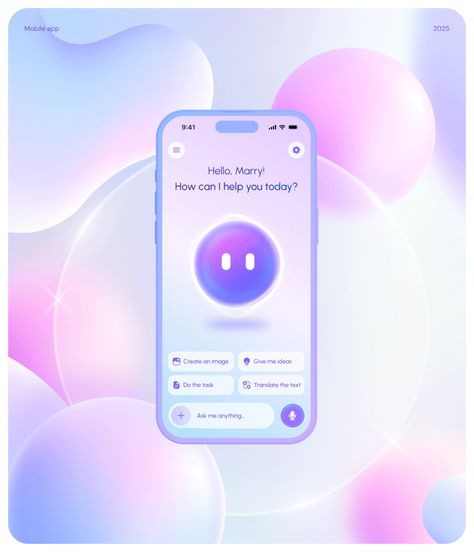 Mobile app
2025
9:41
Hello, Marry!
How can I help you today?
Create an image
Give me ideas
Do the task
Translate the text
Ask me anything..